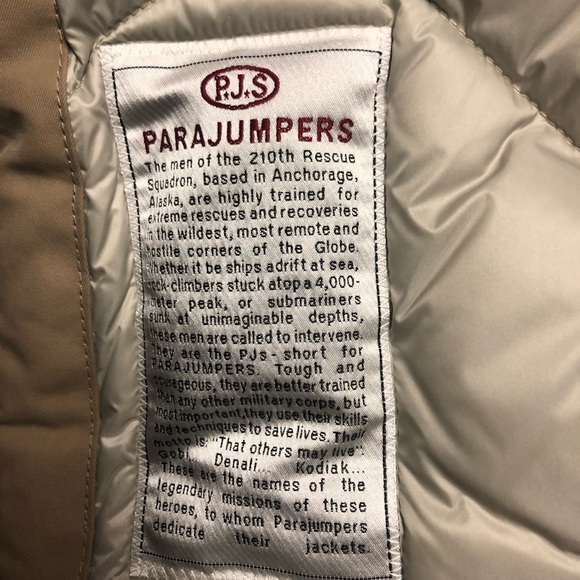 P.J.S
PARAJUMPERS
The men of the 210th Rescue
Squadron, based in Anchorage,
Alaska, are highly trained for
extreme rescues and recoveries
in the wildest, most remote and
hostile corners of the Globe.
Whether it be ships adrift at sea,
rock-climbers stuck atop a 4,000-
meter peak, or submariners
sunk at unimaginable depths,
these men are called to intervene.
They are the PJs - short for
PARAJUMPERS. Tough and
courageous, they are better trained
than any other military corps, but
most important, they use their skills
and techniques to save lives. Their
motto is: "That others may live".
Gobi... Denali... Kodiak...
These are the names of the
legendary missions of these
heroes, to whom Parajumpers
dedicate their jackets.